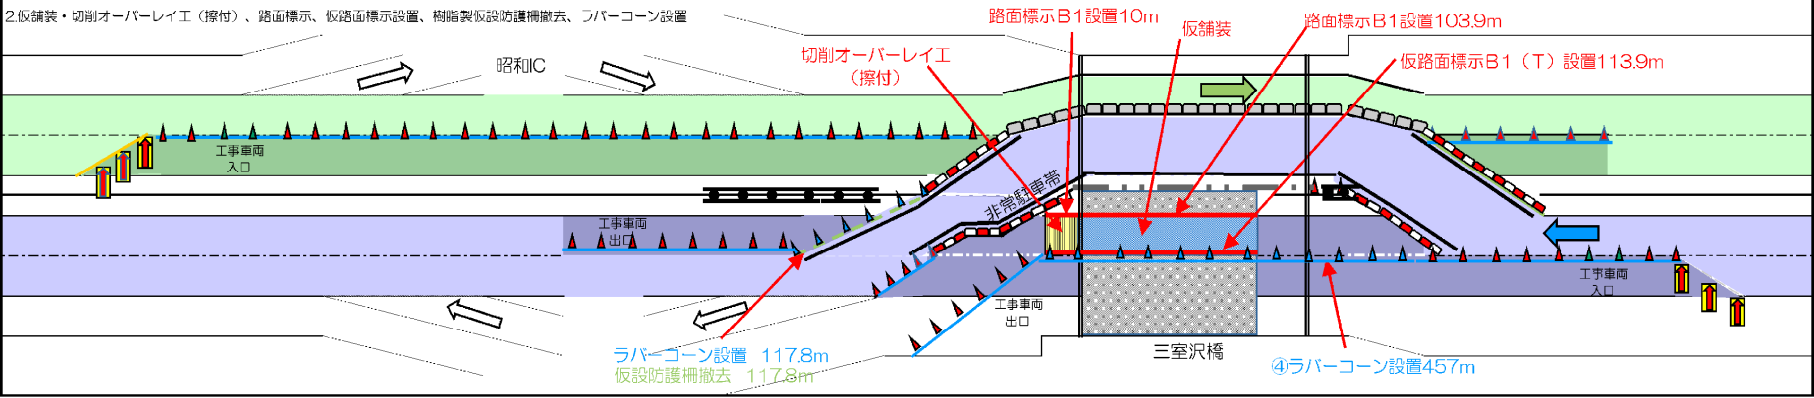 2.仮舗装・切削オーバーレイ工（擦付）、路面標示、仮路面標示設置、樹脂製仮設防護柵撤去、ラバーコーン設置
路面標示Ｂ１設置10m
路面標示Ｂ１設置103.9m
仮舗装
切削オーバーレイ工
（擦付）
仮路面標示Ｂ１（Ｔ）設置113.9m
昭和IC
工事車両
入口
非常駐車帯
工事車両
出口
工事車両
入口
工事車両
出口
三室沢橋
ラバーコーン設置　117.8m
仮設防護柵撤去　117.8m
④ラバーコーン設置457m